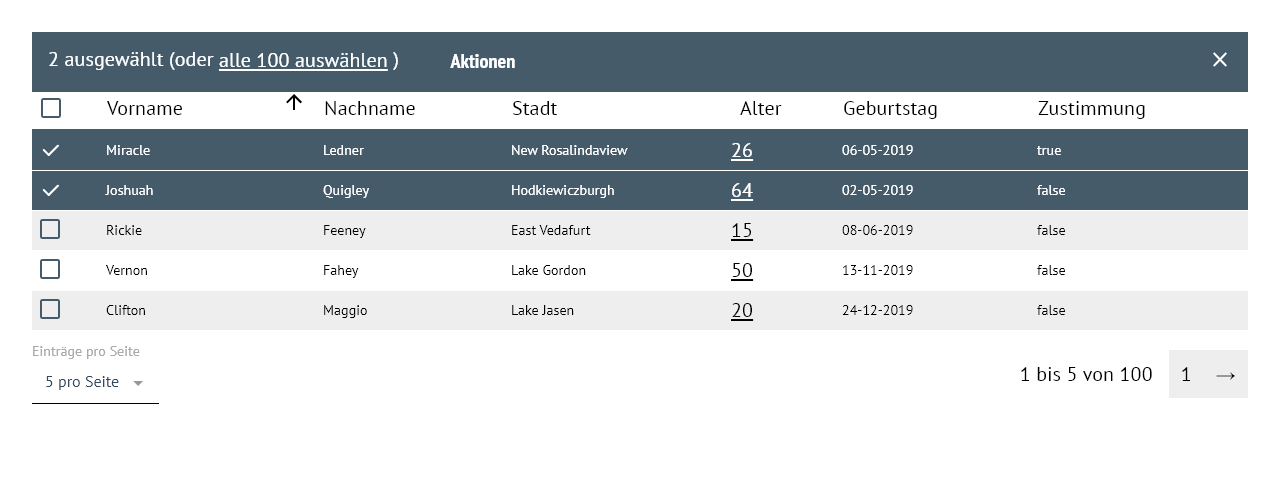 2 ausgewählt (oder alle 100 auswählen ) Aktionen
Vorname Nachname Stadt Alter Geburtstag Zustimmung
Miracle Ledner New Rosalindaview 26 06-05-2019 true
Joshuah Quigley Hodkiewiczburgh 64 02-05-2019 false
Rickie Feeney East Vedafurt 15 08-06-2019 false
Vernon Fahey Lake Gordon 50 13-11-2019 false
Clifton Maggio Lake Jasen 20 24-12-2019 false
Einträge pro Seite
5 pro Seite
1 bis 5 von 100 1 →